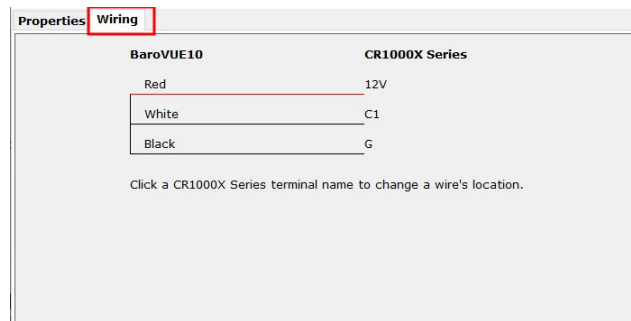 Properties Wiring
BaroVUE10 CR1000X Series
Red 12V
White C1
Black G
Click a CR1000X Series terminal name to change a wire's location.